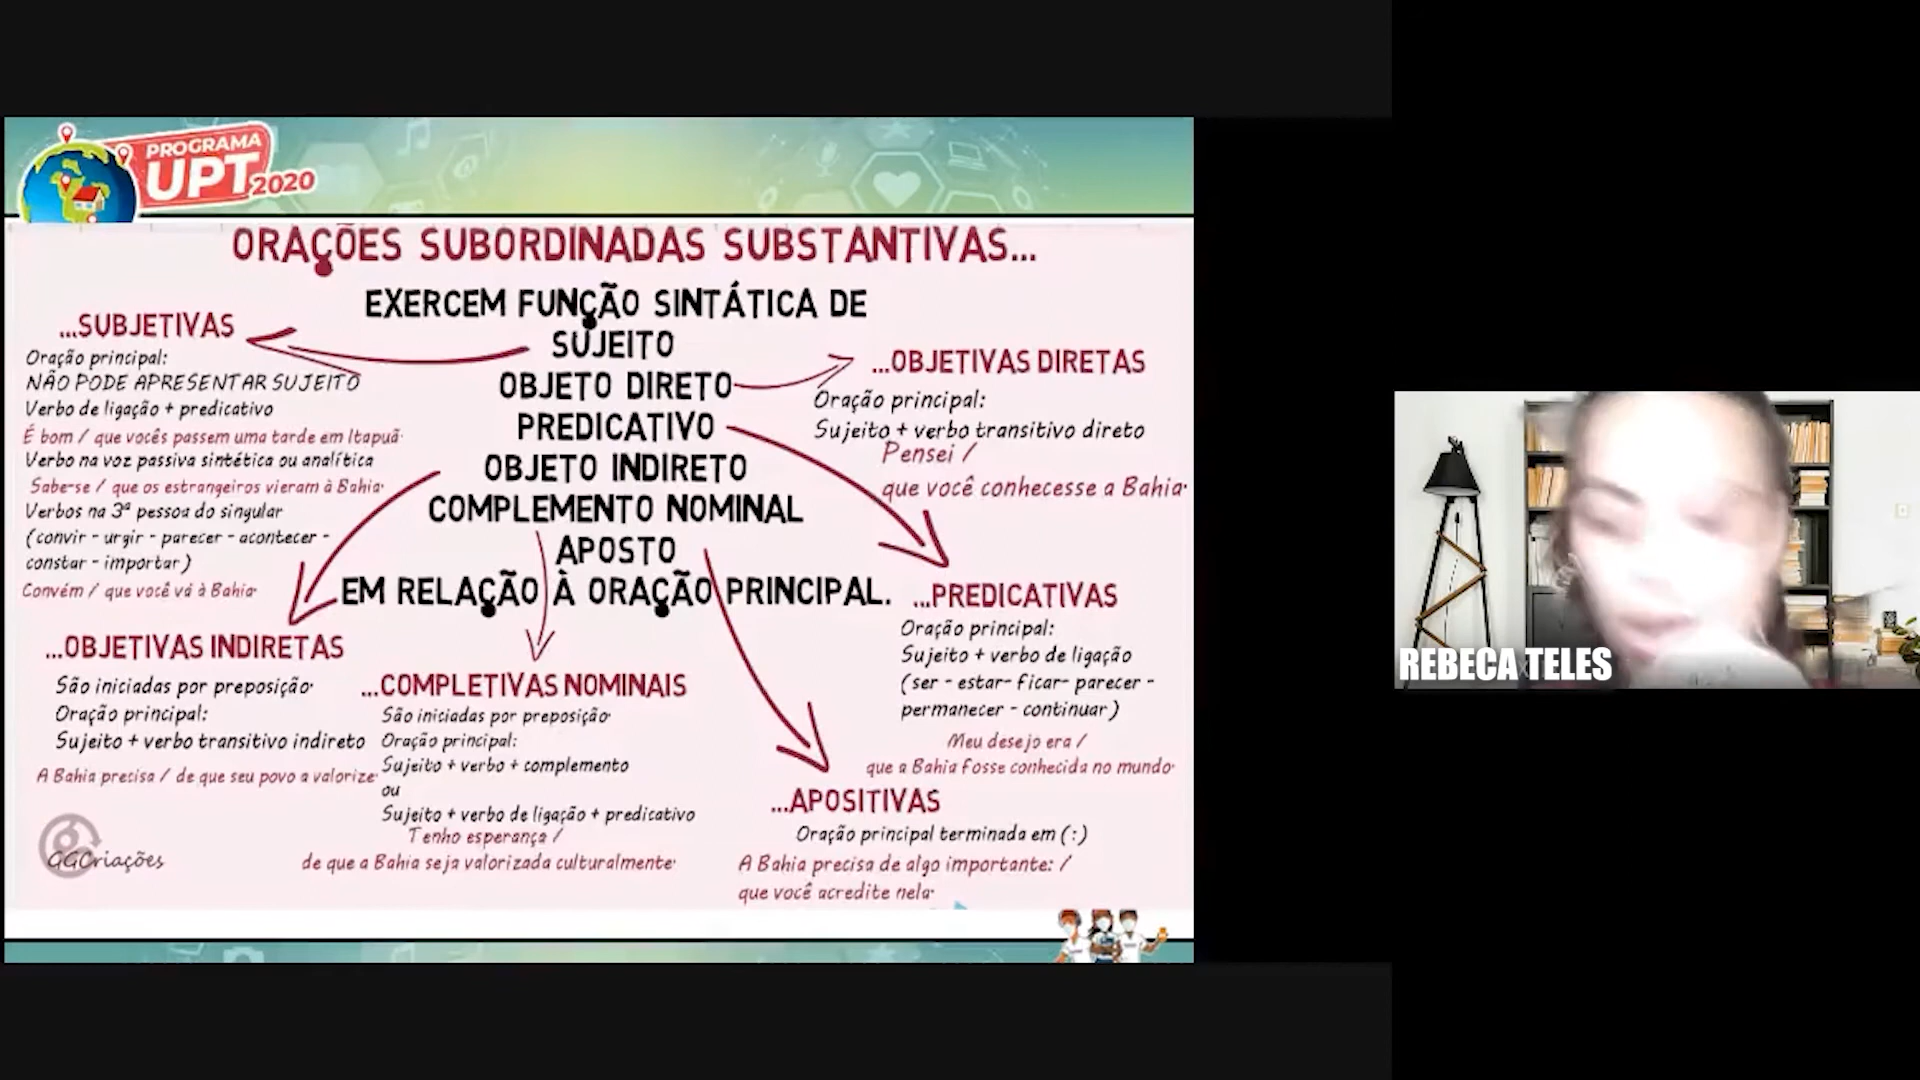 PROGRAMA
UPT 2020
ORAÇÕES SUBORDINADAS SUBSTANTIVAS...
EXERCEM FUNÇÃO SINTÁTICA DE
SUJEITO
OBJETO DIRETO
PREDICATIVO
OBJETO INDIRETO
COMPLEMENTO NOMINAL
APOSTO
EM RELAÇÃO À ORAÇÃO PRINCIPAL.
...SUBJETIVAS
Oração principal:
NÃO PODE APRESENTAR SUJEITO
Verbo de ligação + predicativo
É bom / que vocês passem uma tarde em Itapuã.
Verbo na voz passiva sintética ou analítica
Sabe-se / que os estrangeiros vieram à Bahia.
Verbos na 3ª pessoa do singular
(convir - urgir - parecer - acontecer -
constar - importar)
Convém / que você vá à Bahia.
...OBJETIVAS DIRETAS
Oração principal:
Sujeito + verbo transitivo direto
Pensei /
que você conhecesse a Bahia.
...OBJETIVAS INDIRETAS
São iniciadas por preposição.
Oração principal:
Sujeito + verbo transitivo indireto
A Bahia precisa / de que seu povo a valorize.
...COMPLETIVAS NOMINAIS
São iniciadas por preposição.
Oração principal:
Sujeito + verbo + complemento
ou
Sujeito + verbo de ligação + predicativo
Tenho esperança /
de que a Bahia seja valorizada culturalmente.
...PREDICATIVAS
Oração principal:
Sujeito + verbo de ligação
(ser - estar- ficar- parecer -
permanecer - continuar)
Meu desejo era /
que a Bahia fosse conhecida no mundo.
...APOSITIVAS
Oração principal terminada em (:)
A Bahia precisa de algo importante: /
que você acredite nela.
GGCriações
REBECA TELES